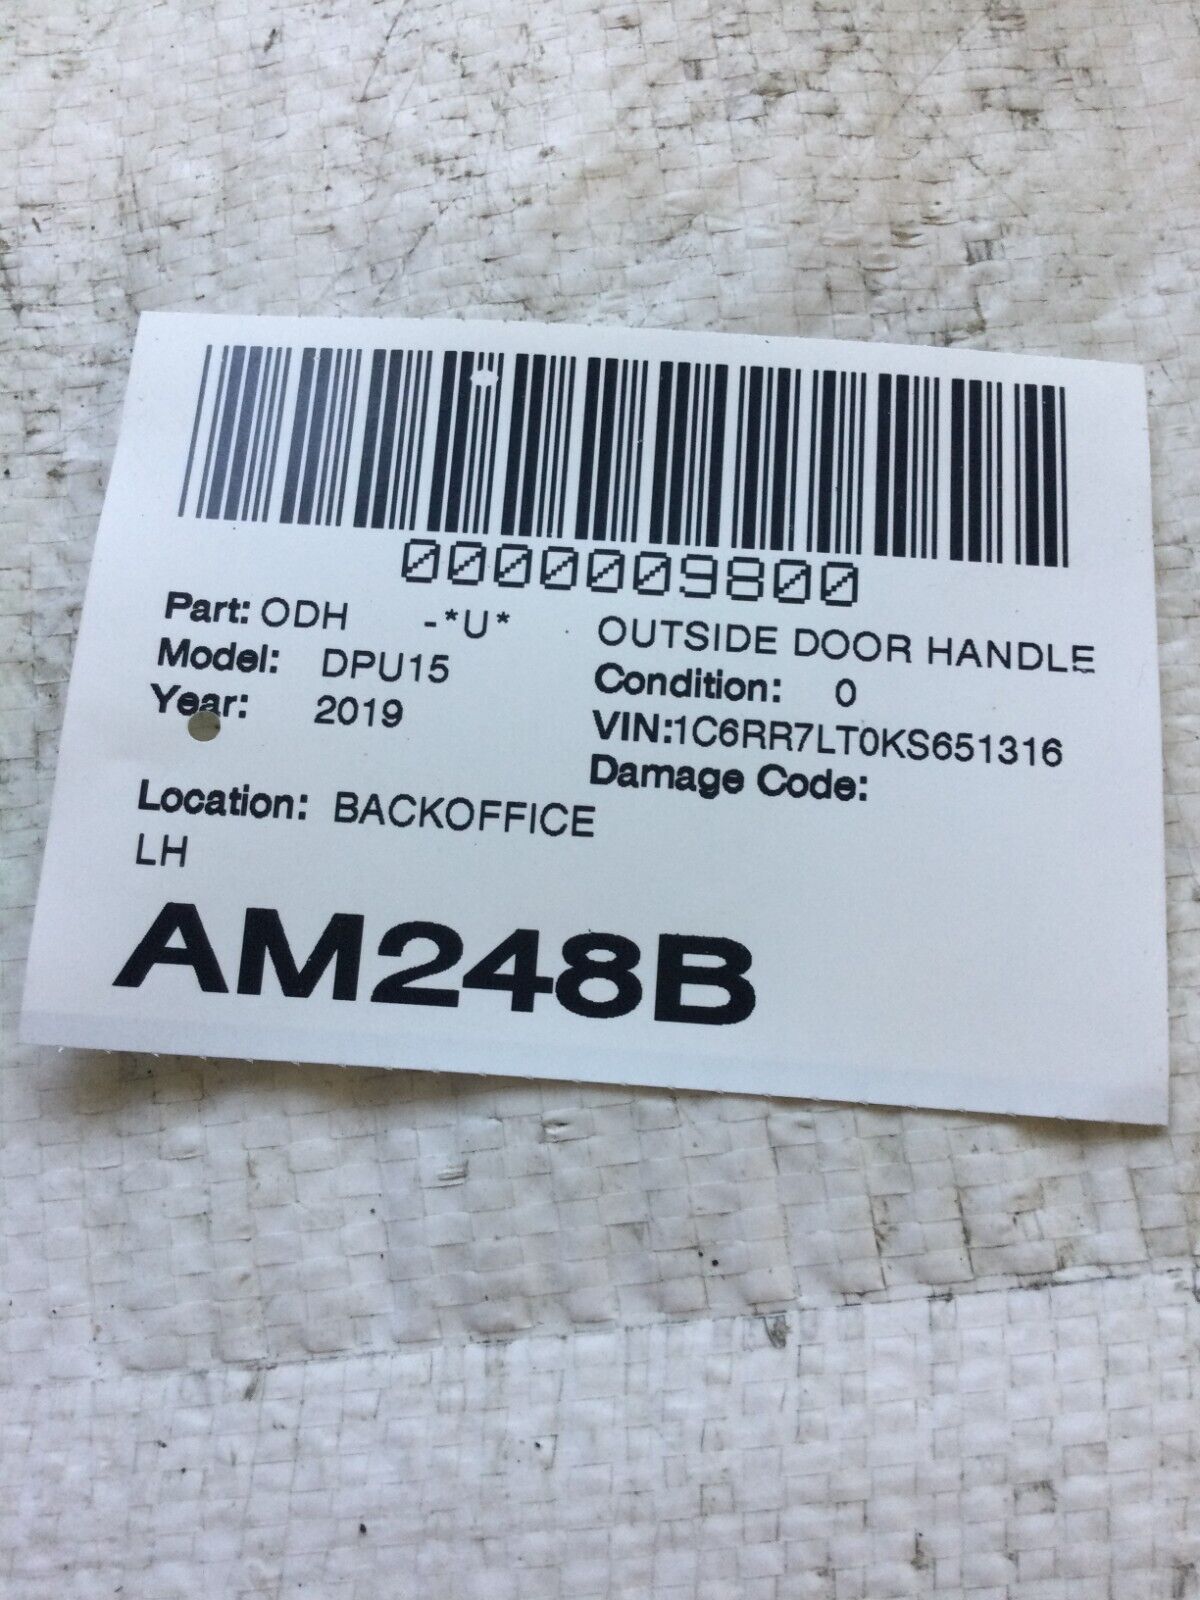 0000009800
Part: ODH -*U* OUTSIDE DOOR HANDLE
Model: DPU15 Condition: 0
Year: 2019 VIN:1C6RR7LT0KS651316
Damage Code:
Location: BACKOFFICE
LH
AM248B